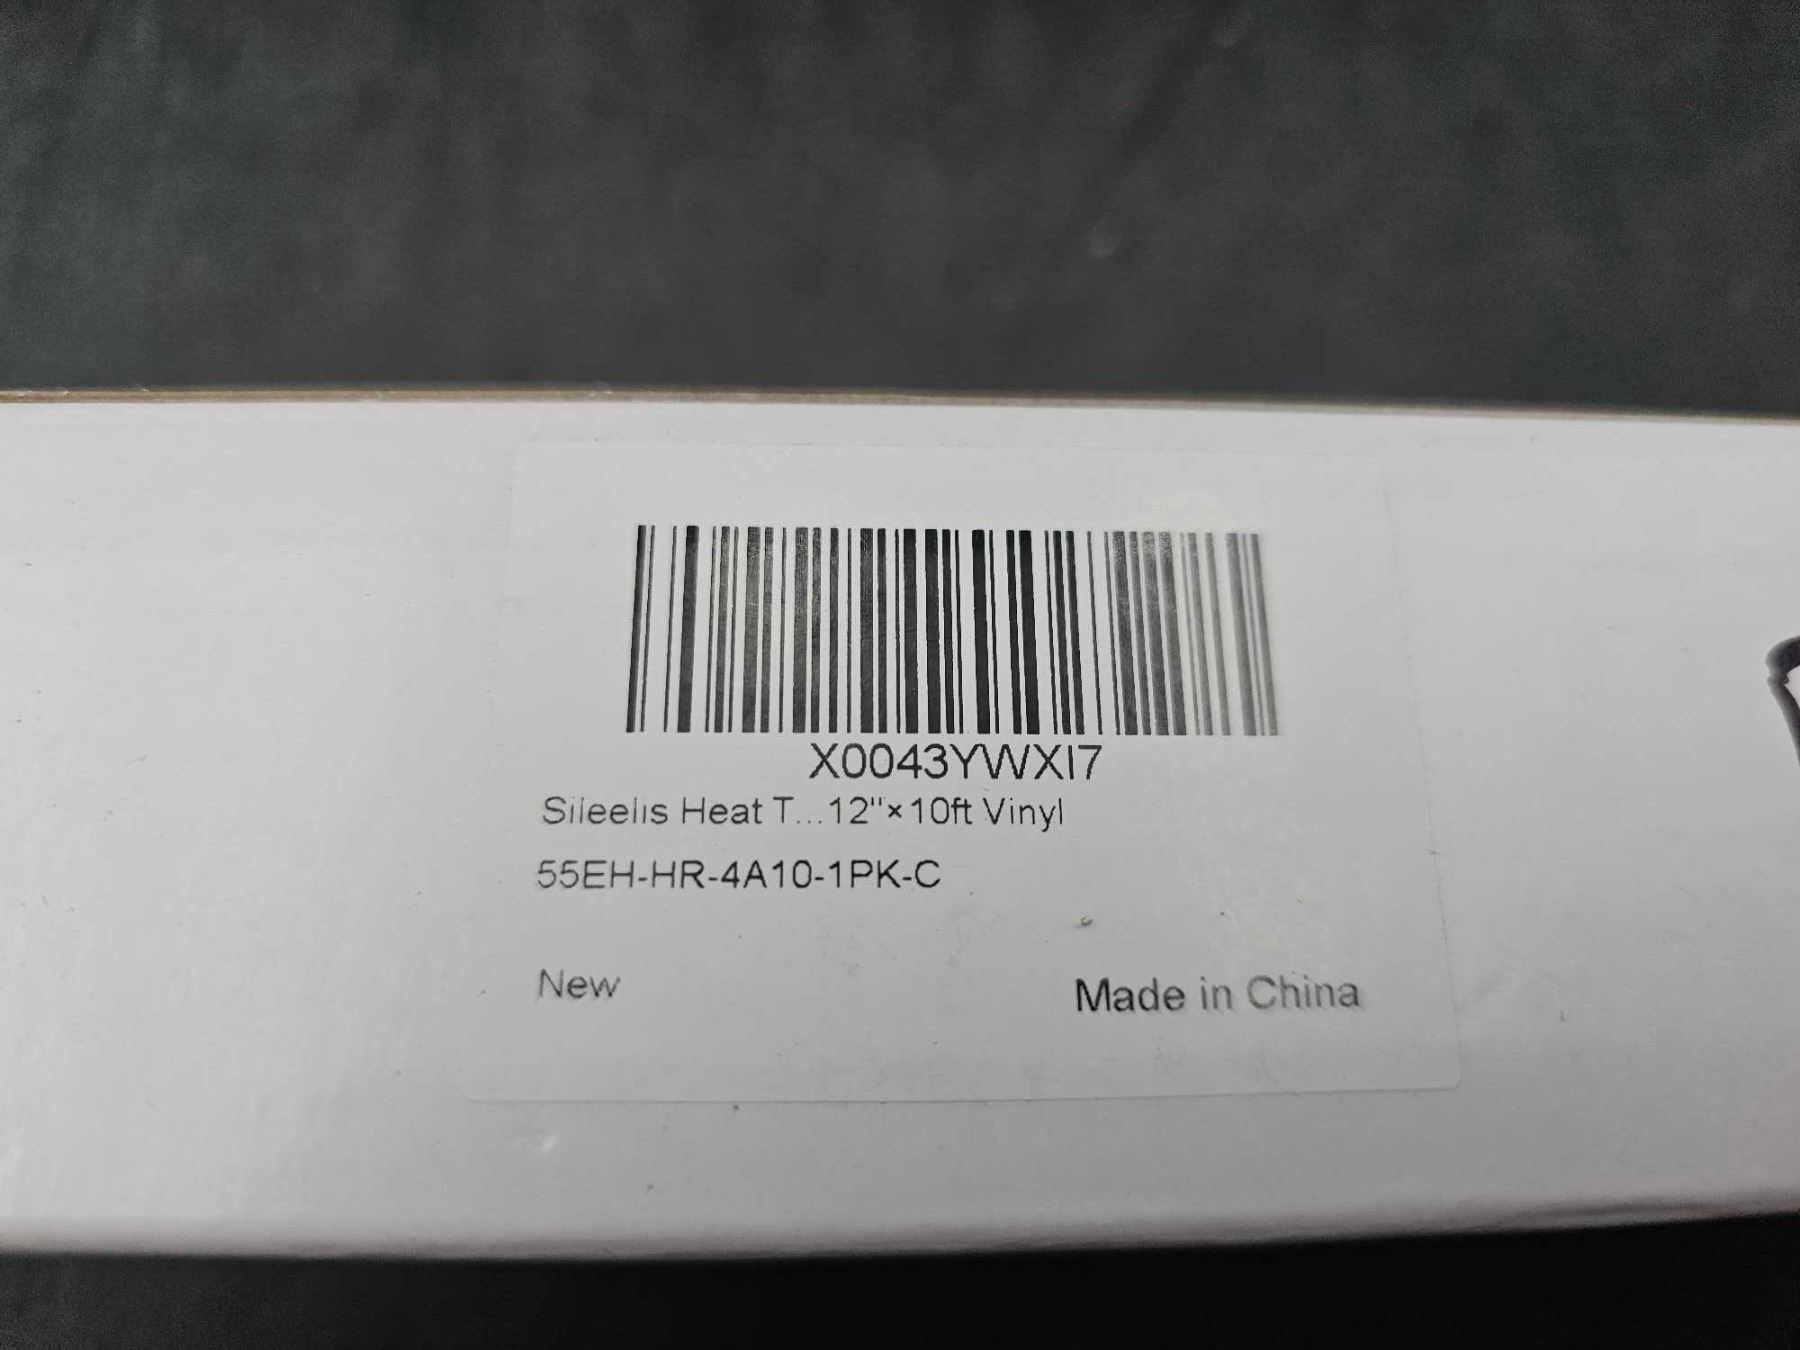 X0043YWXI7
Sileelis Heat T...12"×10ft Vinyl
55EH-HR-4A10-1PK-C
New
Made in China